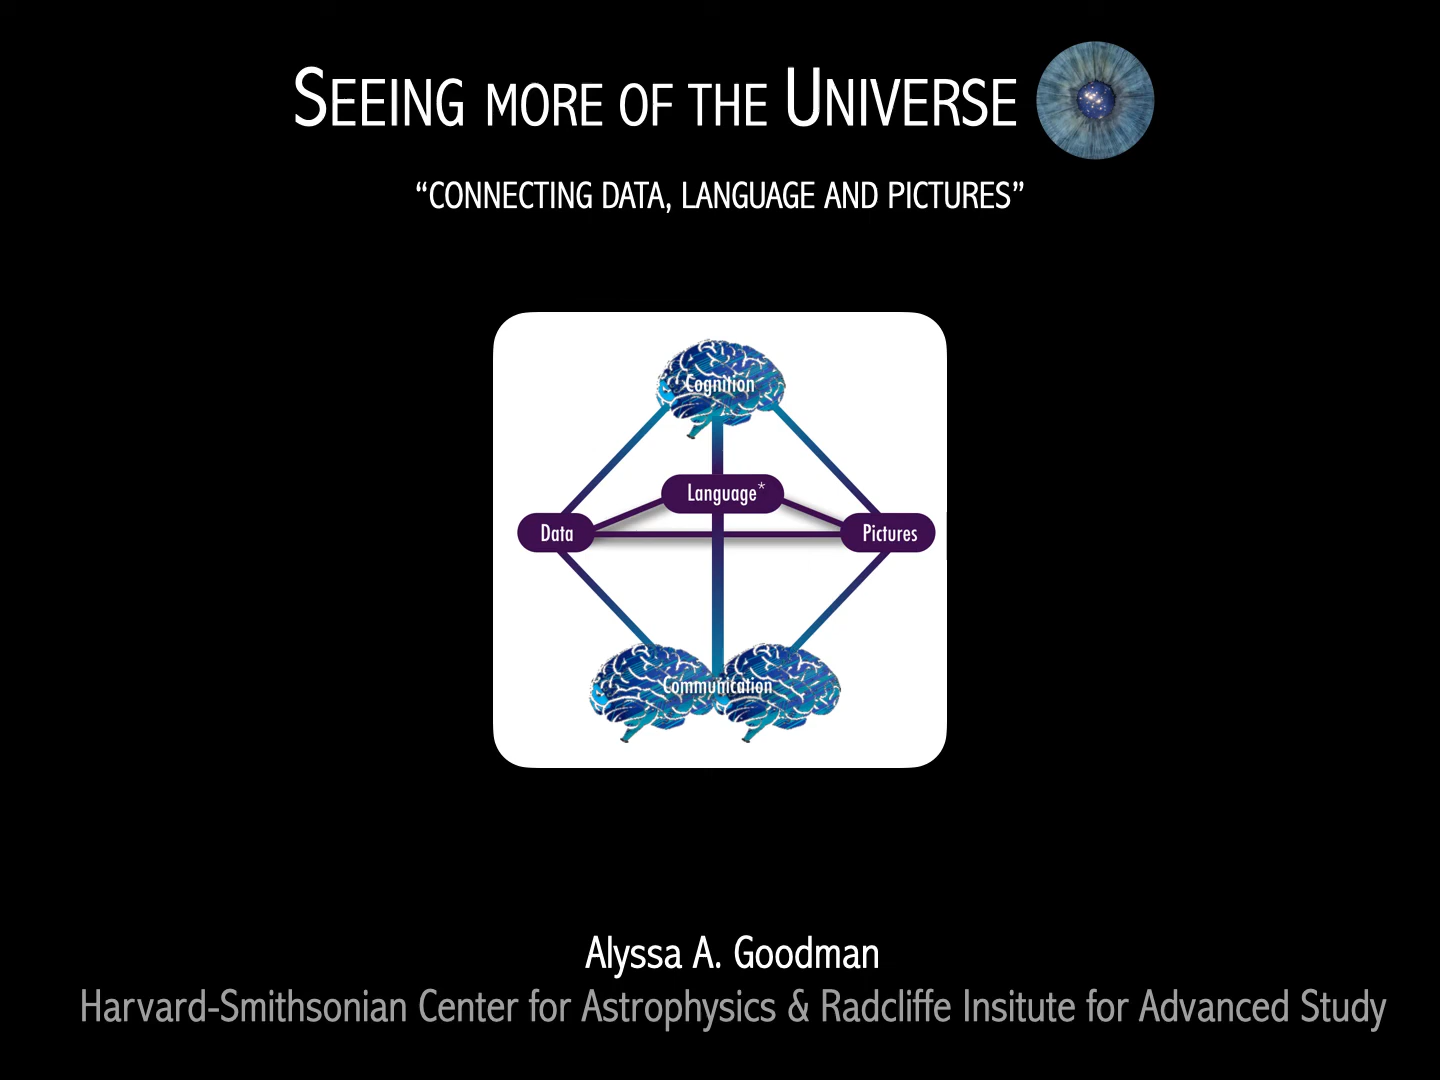 SEEING MORE OF THE UNIVERSE
“CONNECTING DATA, LANGUAGE AND PICTURES”
Cognition
Language*
Data
Pictures
Communication
Alyssa A. Goodman
Harvard-Smithsonian Center for Astrophysics & Radcliffe Insitute for Advanced Study